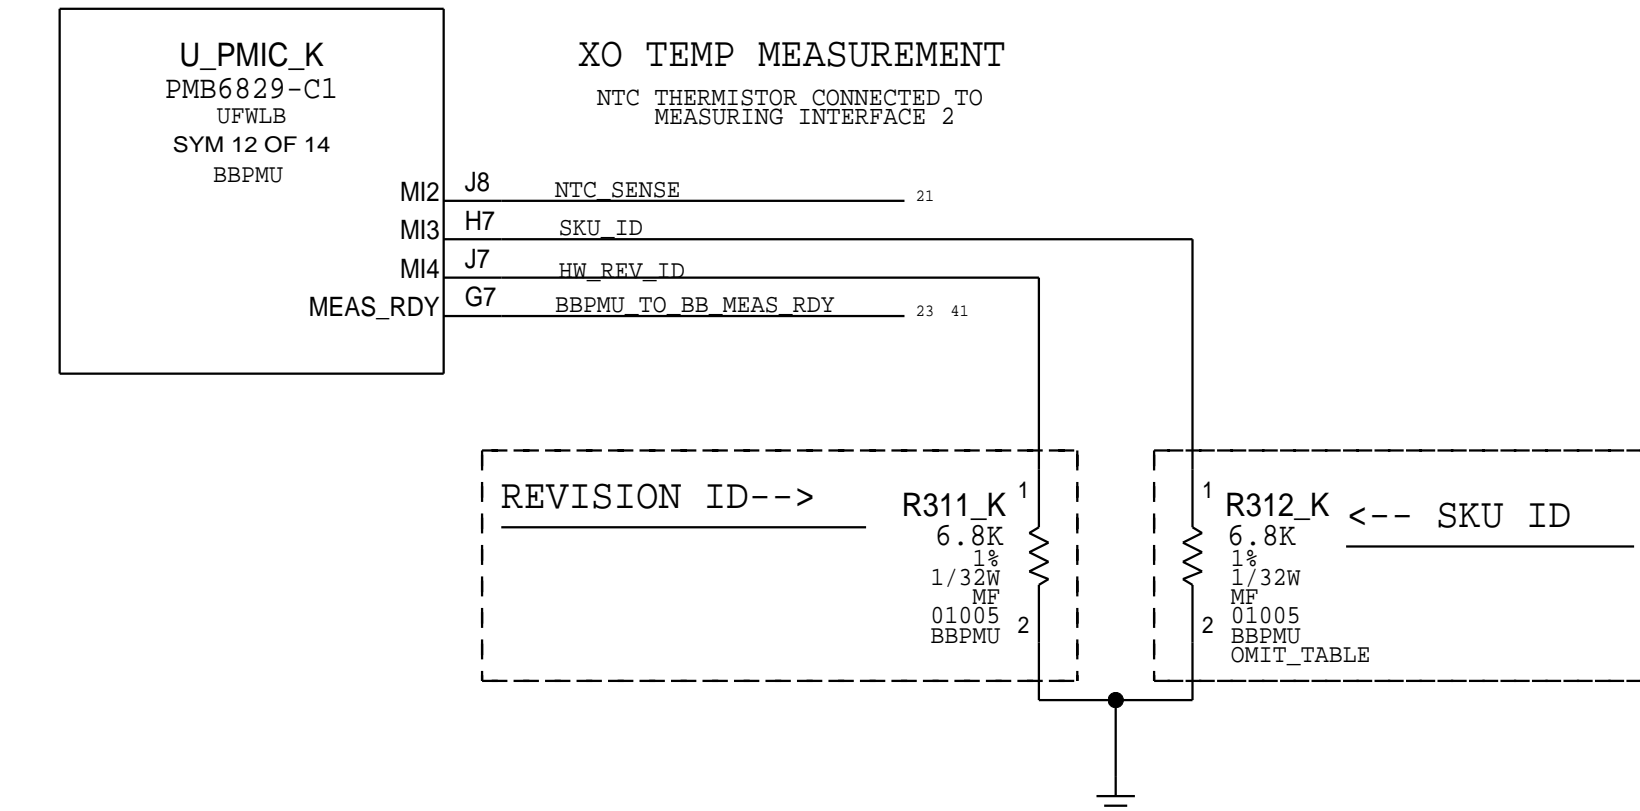 U_PMIC_K
PMB6829-C1
UFWLB
SYM 12 OF 14
BBPMU
XO TEMP MEASUREMENT
NTC THERMISTOR CONNECTED TO
MEASURING INTERFACE 2
MI2 J8 NTC_SENSE 21
MI3 H7 SKU_ID
MI4 J7 HW_REV_ID
MEAS_RDY G7 BBPMU_TO_BB_MEAS_RDY 23 41
REVISION ID-->
R311_K 1
6.8K
1%
1/32W
MF
01005
BBPMU
2
1 R312_K
6.8K
1%
1/32W
MF
01005
BBPMU
OMIT_TABLE
2
<-- SKU ID